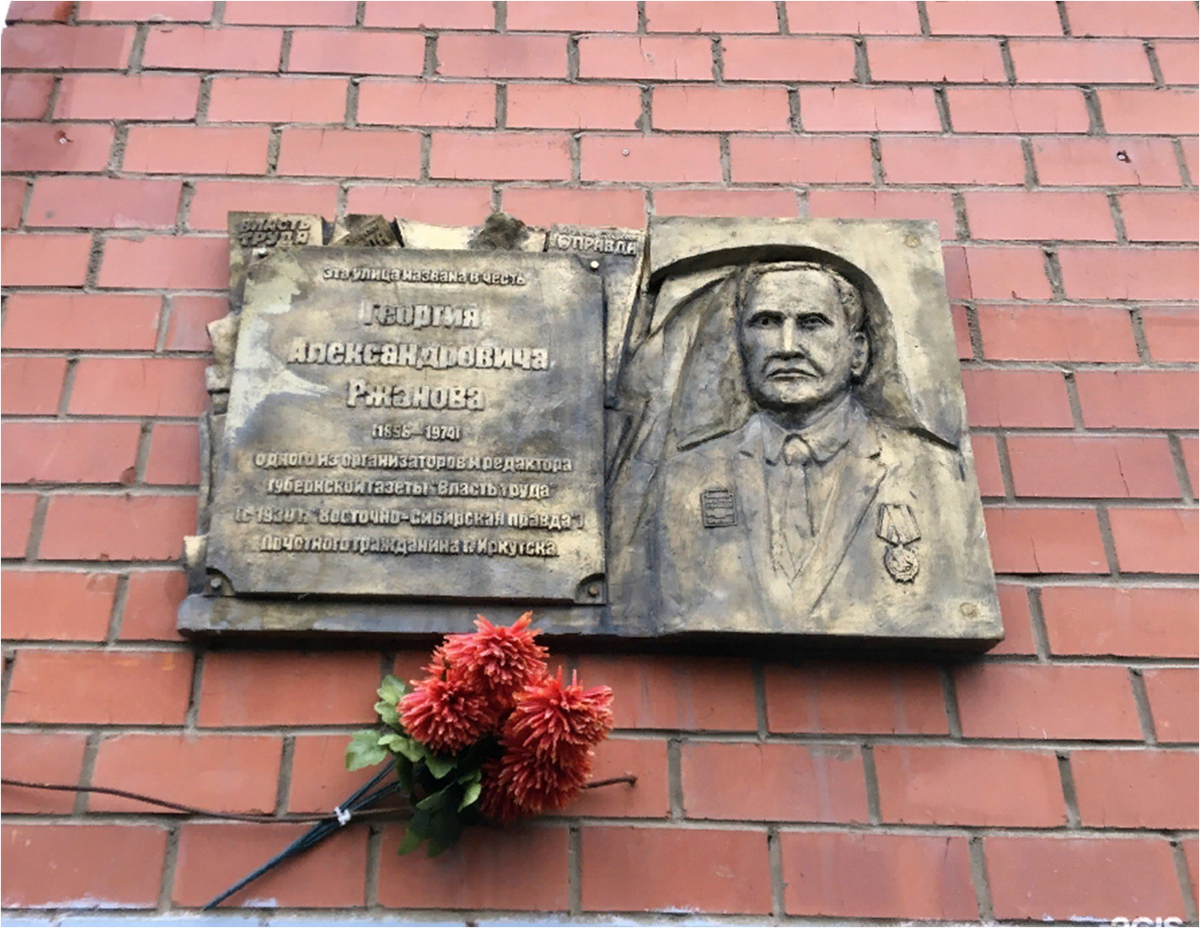 ВЛАСТЬ
ТРУДА
ПРАВДА
Эта улица названа в честь
Георгия
Александровича
Ржанова
(1896—1974)
одного из организаторов и редактора
губернской газеты "Власть труда"
(с 1930 г. "Восточно-Сибирская правда")
Почетного гражданина г. Иркутска
2GIS